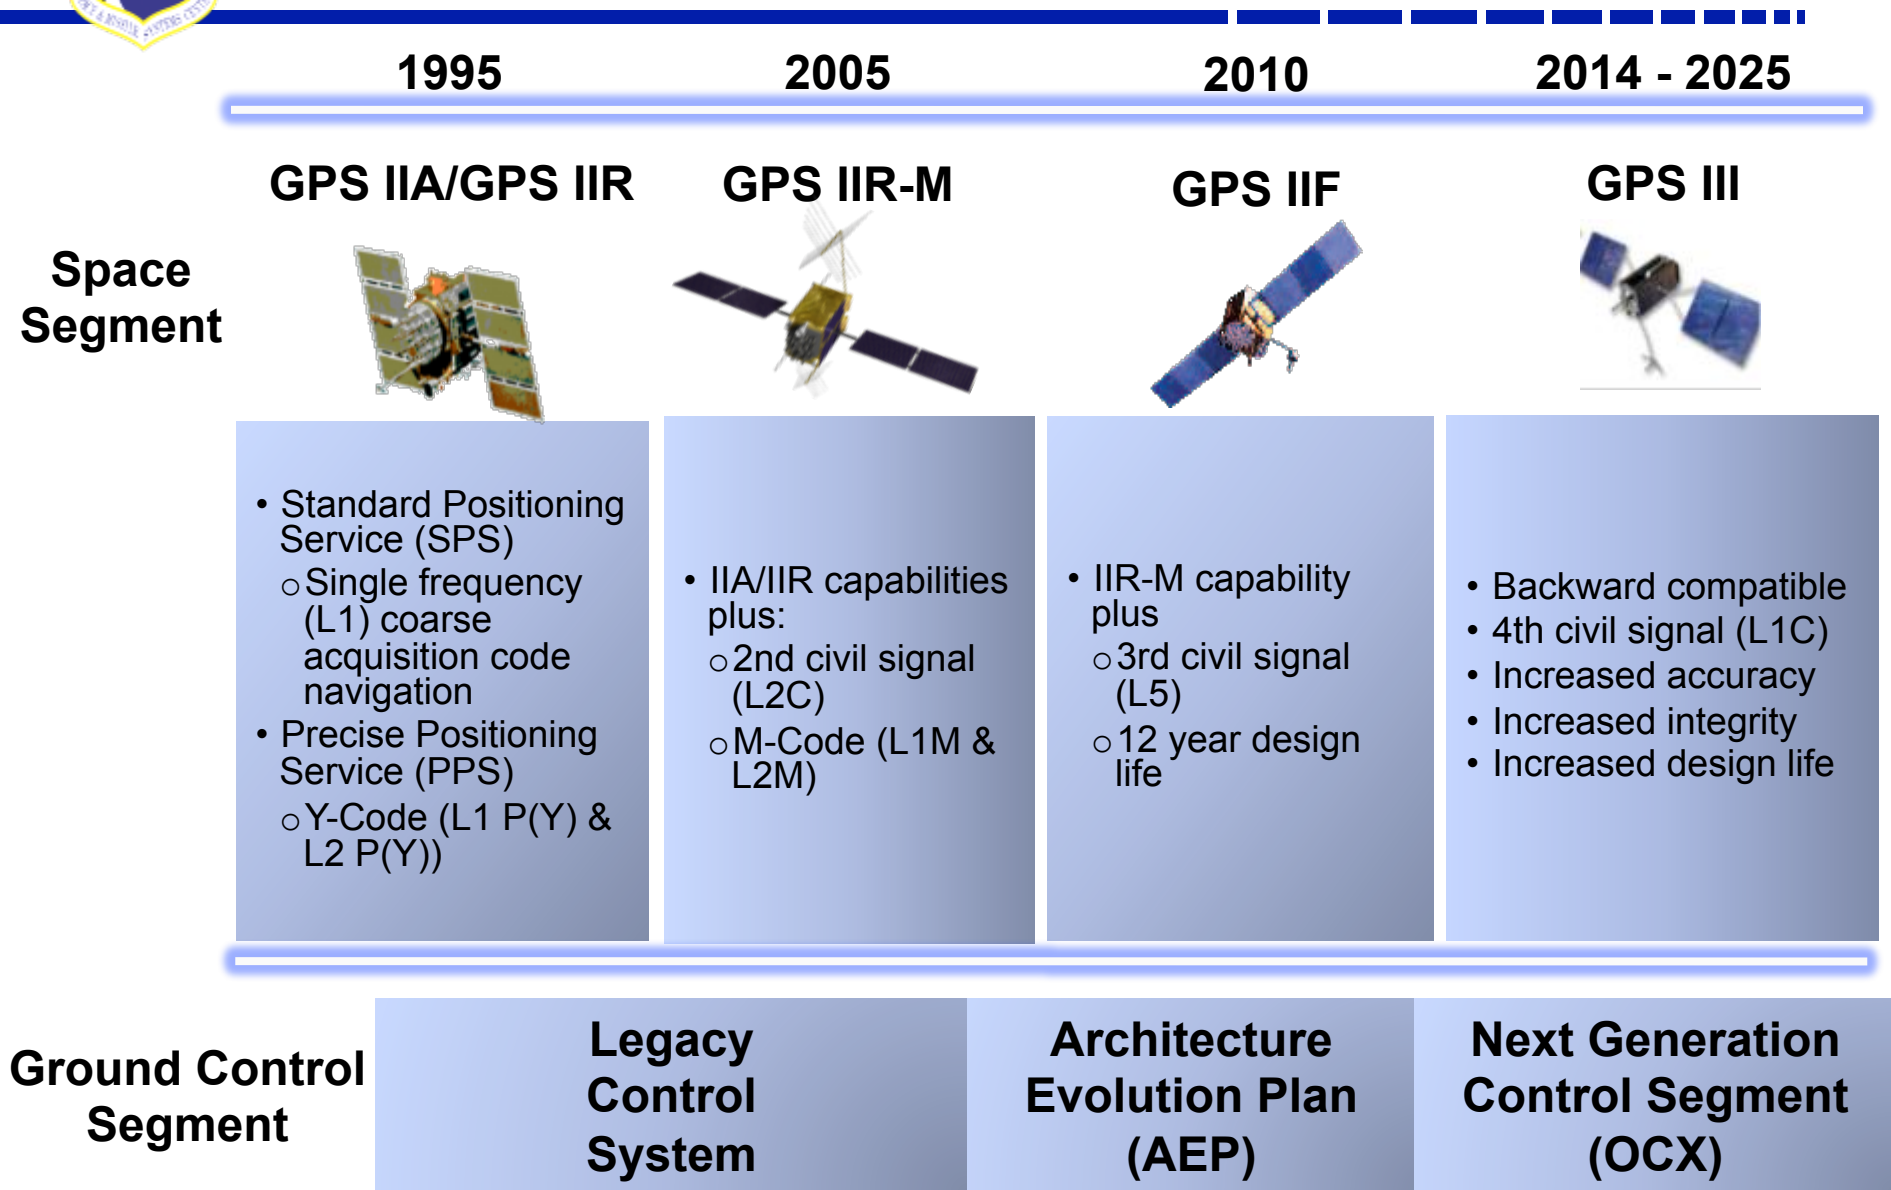 & MISSILE SYSTEMS CENTER
1995
2005
2010
2014 - 2025
GPS IIA/GPS IIR
GPS IIR-M
GPS IIF
GPS III
Space
Segment
• Standard Positioning
Service (SPS)
○ Single frequency
(L1) coarse
acquisition code
navigation
• Precise Positioning
Service (PPS)
○ Y-Code (L1 P(Y) &
L2 P(Y))
• IIA/IIR capabilities
plus:
○ 2nd civil signal
(L2C)
○ M-Code (L1M &
L2M)
• IIR-M capability
plus
○ 3rd civil signal
(L5)
○ 12 year design
life
• Backward compatible
• 4th civil signal (L1C)
• Increased accuracy
• Increased integrity
• Increased design life
Ground Control
Segment
Legacy
Control
System
Architecture
Evolution Plan
(AEP)
Next Generation
Control Segment
(OCX)